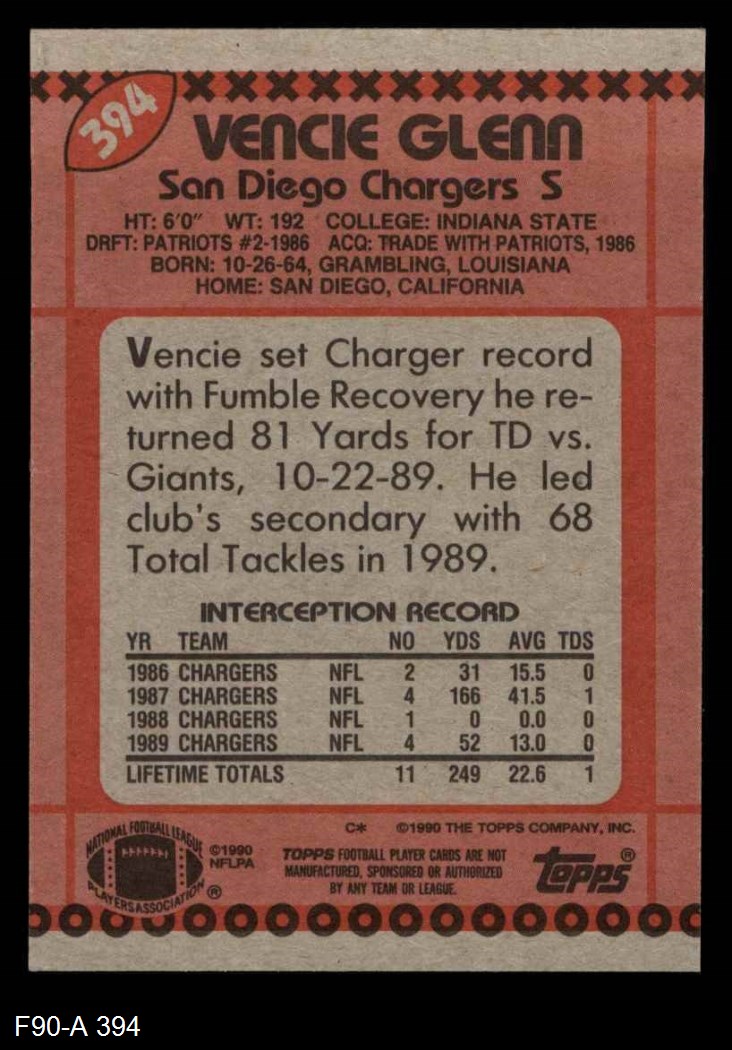 394
VENCIE GLENN
San Diego Chargers S
HT: 6'0" WT: 192 COLLEGE: INDIANA STATE
DRFT: PATRIOTS #2-1986 ACQ: TRADE WITH PATRIOTS, 1986
BORN: 10-26-64, GRAMBLING, LOUISIANA
HOME: SAN DIEGO, CALIFORNIA
Vencie set Charger record
with Fumble Recovery he re-
turned 81 Yards for TD vs.
Giants, 10-22-89. He led
club's secondary with 68
Total Tackles in 1989.
INTERCEPTION RECORD
YR TEAM NO YDS AVG TDS
1986 CHARGERS NFL 2 31 15.5 0
1987 CHARGERS NFL 4 166 41.5 1
1988 CHARGERS NFL 1 0 0.0 0
1989 CHARGERS NFL 4 52 13.0 0
LIFETIME TOTALS 11 249 22.6 1
C* ©1990 THE TOPPS COMPANY, INC.
NATIONAL FOOTBALL LEAGUE
PLAYERS ASSOCIATION ®
©1990
NFLPA
TOPPS FOOTBALL PLAYER CARDS ARE NOT
MANUFACTURED, SPONSORED OR AUTHORIZED
BY ANY TEAM OR LEAGUE.
topps®
F90-A 394